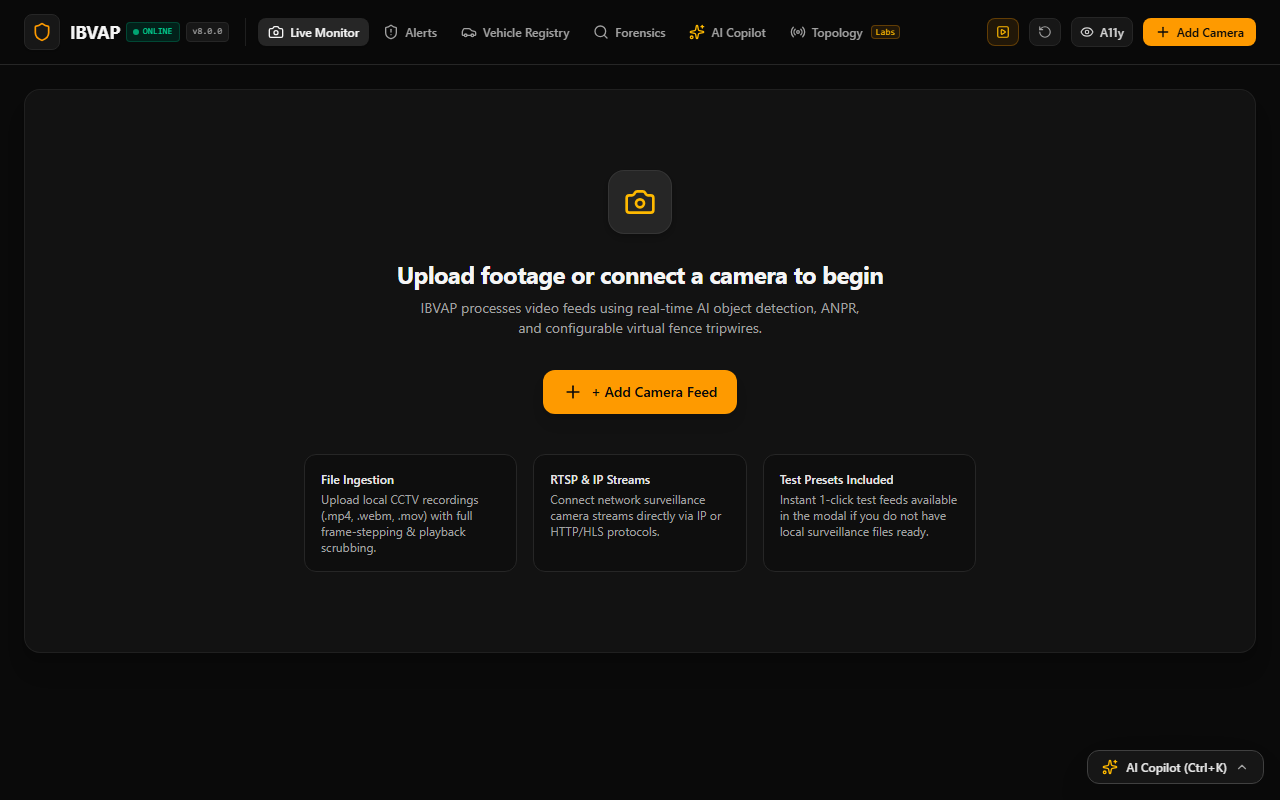 IBVAP ONLINE v8.0.0 Live Monitor Alerts Vehicle Registry Forensics AI Copilot Topology Labs A11y Add Camera
Upload footage or connect a camera to begin
IBVAP processes video feeds using real-time AI object detection, ANPR,
and configurable virtual fence tripwires.
+ Add Camera Feed
File Ingestion
Upload local CCTV recordings
(.mp4, .webm, .mov) with full
frame-stepping & playback
scrubbing.
RTSP & IP Streams
Connect network surveillance
camera streams directly via IP or
HTTP/HLS protocols.
Test Presets Included
Instant 1-click test feeds available
in the modal if you do not have
local surveillance files ready.
AI Copilot (Ctrl+K)